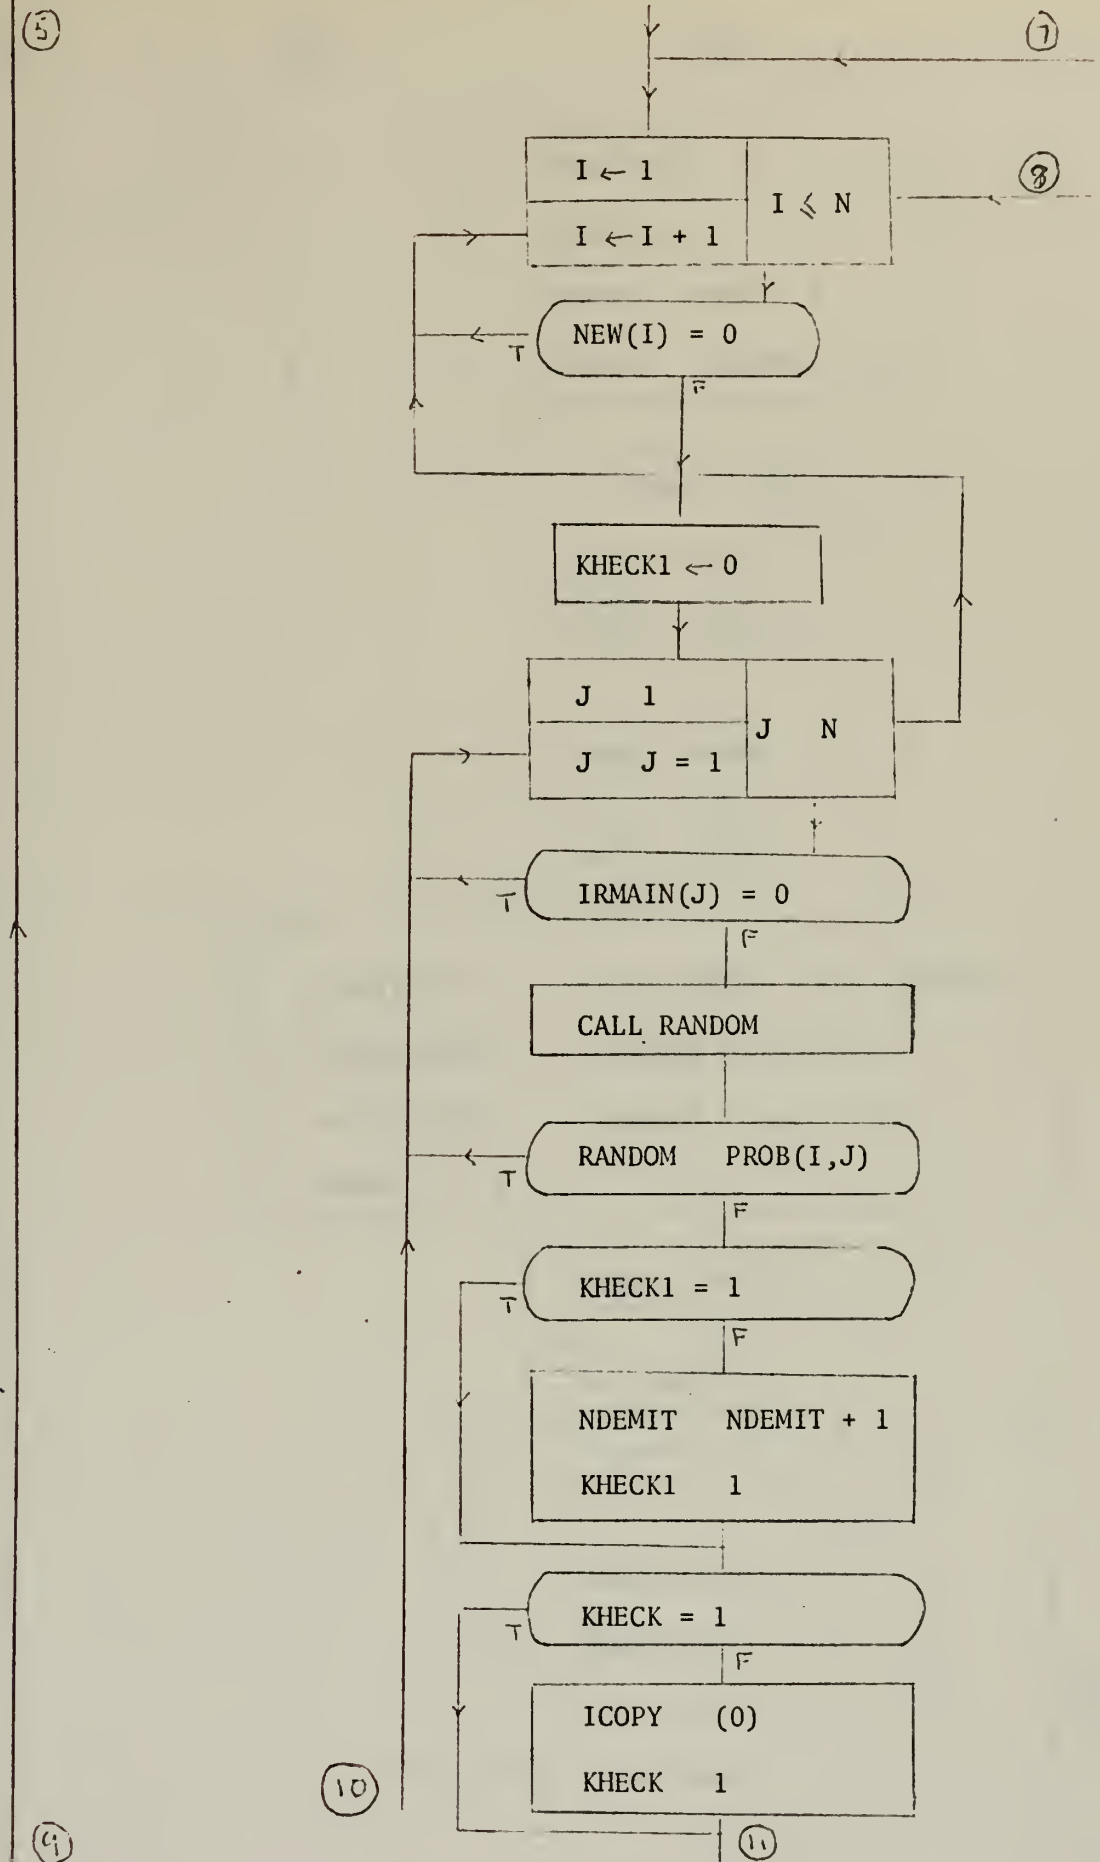 5
7
I ← 1
I ≤ N
8
I ← I + 1
NEW(I) = 0
T
F
KHECK1 ← 0
J 1
J N
J J = 1
IRMAIN(J) = 0
T
F
CALL RANDOM
RANDOM PROB(I,J)
T
F
KHECK1 = 1
T
F
NDEMIT NDEMIT + 1
KHECK1 1
KHECK = 1
T
F
ICOPY (0)
KHECK 1
10
9
11